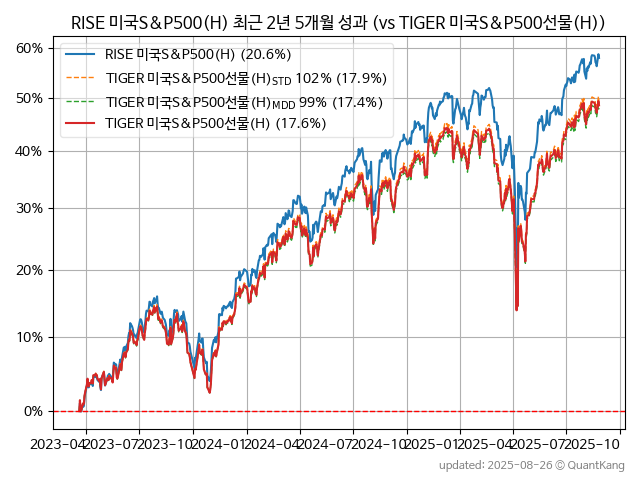 RISE 미국S&P500(H) 최근 2년 5개월 성과 (vs TIGER 미국S&P500선물(H))
60%
50%
40%
30%
20%
10%
0%
RISE 미국S&P500(H) (20.6%)
TIGER 미국S&P500선물(H)STD 102% (17.9%)
TIGER 미국S&P500선물(H)MDD 99% (17.4%)
TIGER 미국S&P500선물(H) (17.6%)
2023-04 2023-07 2023-10 2024-01 2024-04 2024-07 2024-10 2025-01 2025-04 2025-07 2025-10
updated: 2025-08-26 © QuantKang